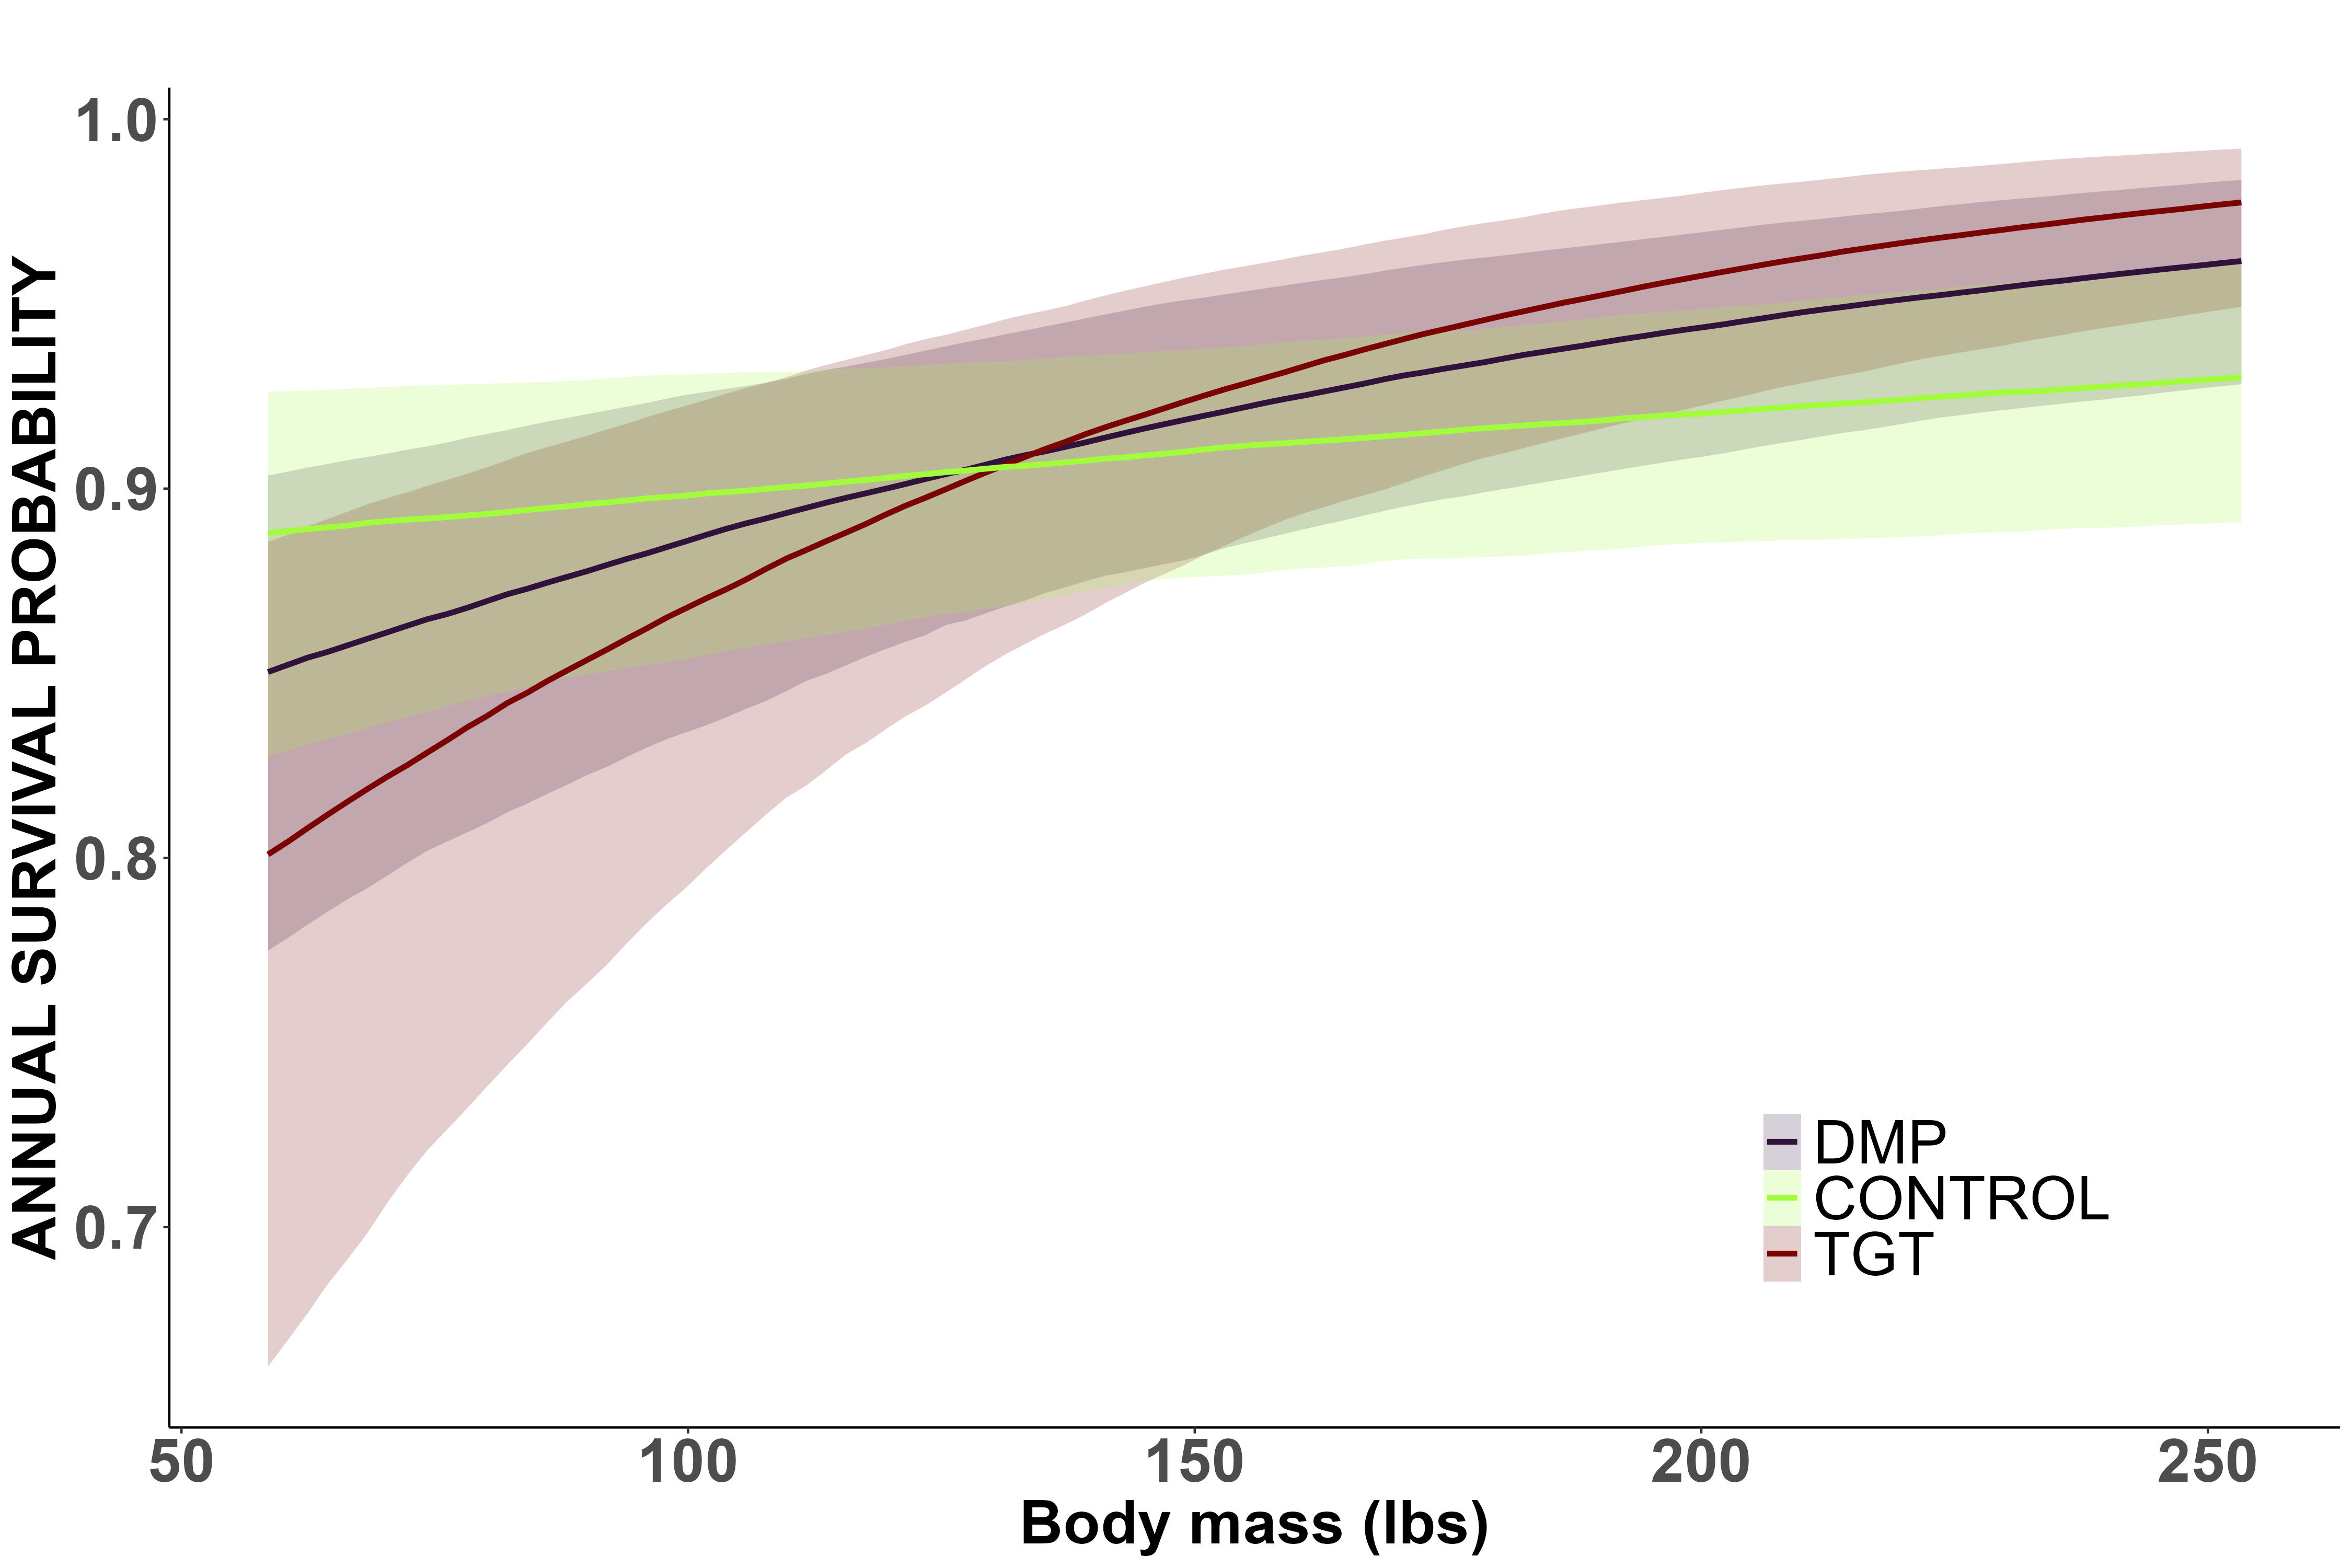 ANNUAL SURVIVAL PROBABILITY
1.0
0.9
0.8
0.7
50 100 150 200 250
Body mass (lbs)
DMP
CONTROL
TGT